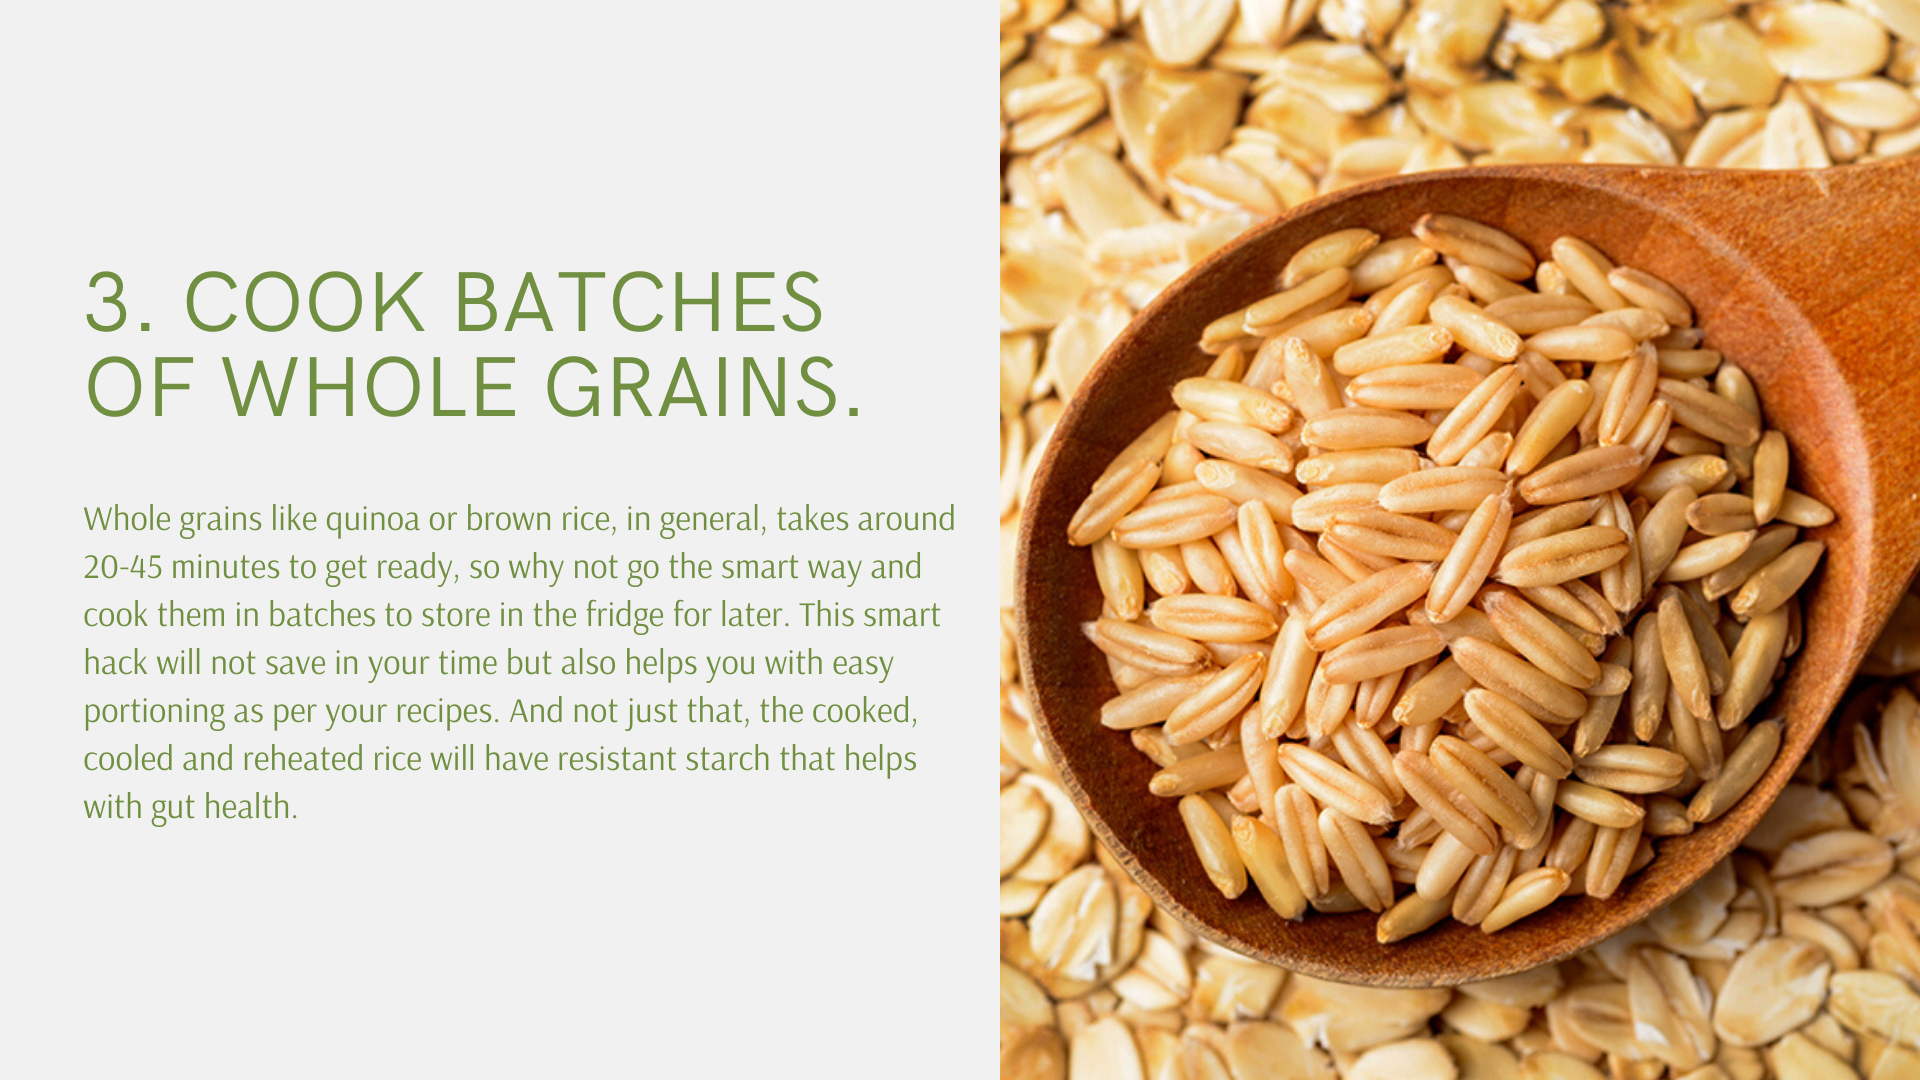 3. COOK BATCHES
OF WHOLE GRAINS.
Whole grains like quinoa or brown rice, in general, takes around
20-45 minutes to get ready, so why not go the smart way and
cook them in batches to store in the fridge for later. This smart
hack will not save in your time but also helps you with easy
portioning as per your recipes. And not just that, the cooked,
cooled and reheated rice will have resistant starch that helps
with gut health.